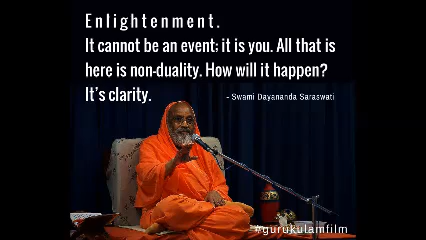 Enlightenment.
It cannot be an event; it is you. All that is
here is non-duality. How will it happen?
It's clarity.
- Swami Dayananda Saraswati
#gurukulamfilm